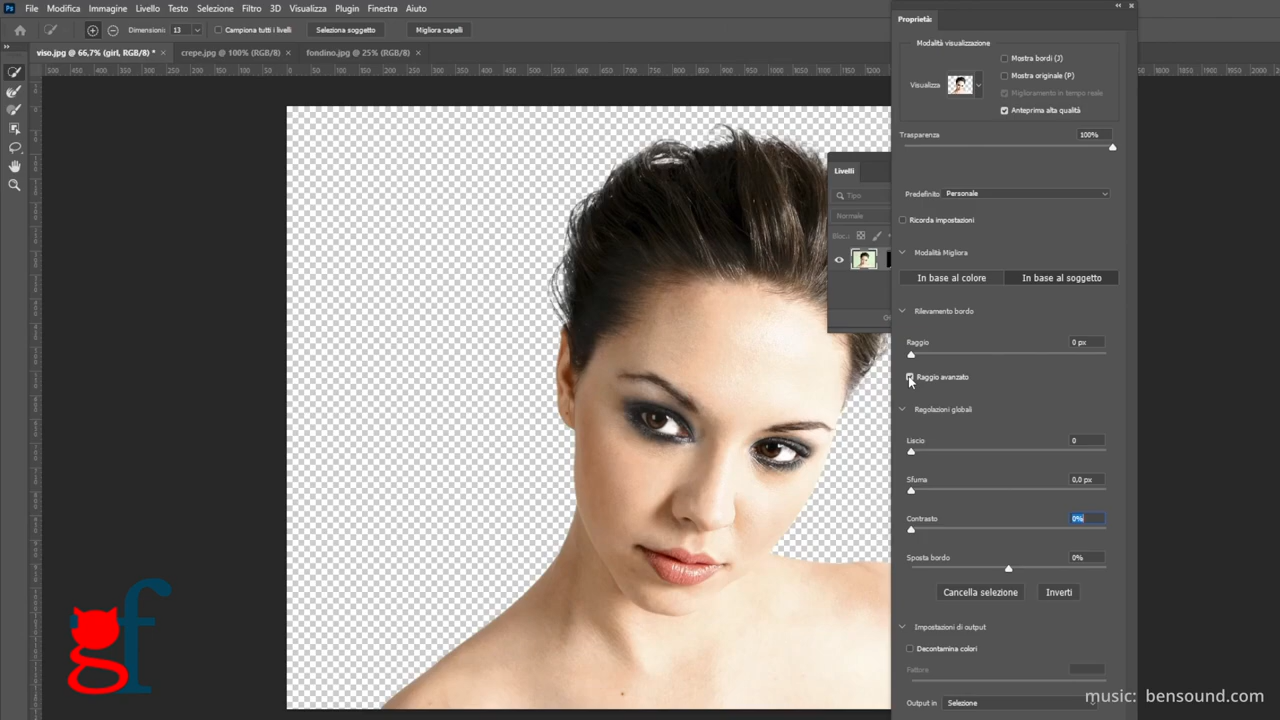 File Modifica Immagine Livello Testo Selezione Filtro 3D Visualizza Plugin Finestra Aiuto
Dimensioni: 13 Campiona tutti i livelli Seleziona soggetto Migliora capelli
viso.jpg @ 66,7% (girl, RGB/8) * crepe.jpg @ 100% (RGB/8) fondino.jpg @ 25% (RGB/8)
Proprietà:
Modalità visualizzazione
Mostra bordi (J)
Visualizza
Mostra originale (P)
Miglioramento in tempo reale
Anteprima alta qualità
Trasparenza 100%
Predefinito Personale
Ricorda impostazioni
Modalità Migliora
In base al colore In base al soggetto
Rilevamento bordo
Raggio 0 px
Raggio avanzato
Regolazioni globali
Liscio 0
Sfuma 0,0 px
Contrasto 0%
Sposta bordo 0%
Cancella selezione Inverti
Impostazioni di output
Decontamina colori
Fattore
Output in Selezione
Livelli
Tipo
Normale
Bloc.:
gf
music: bensound.com